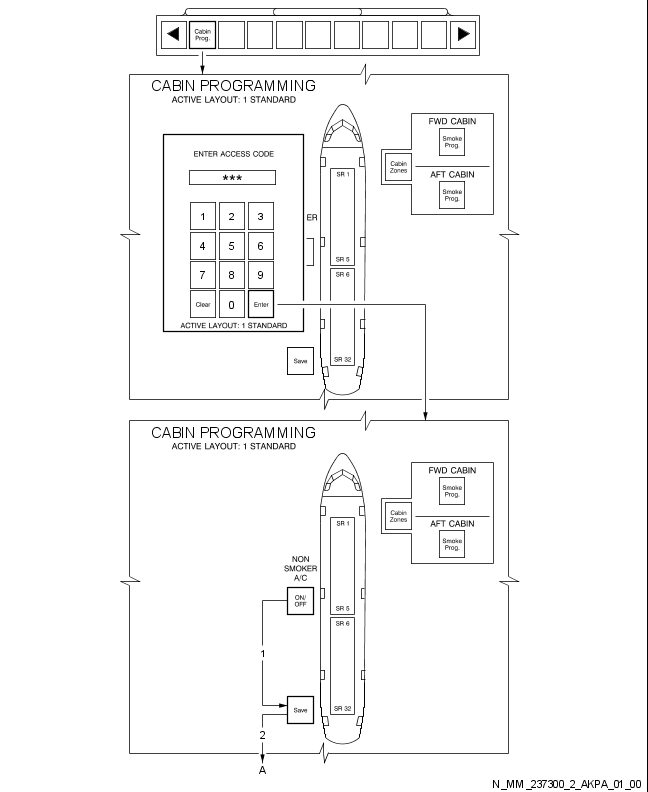 Cabin
Prog.
CABIN PROGRAMMING
ACTIVE LAYOUT: 1 STANDARD
ENTER ACCESS CODE
***
1 2 3
4 5 6
7 8 9
Clear 0 Enter
ACTIVE LAYOUT: 1 STANDARD
ER
Save
SR 1
SR 5
SR 6
SR 32
FWD CABIN
Smoke
Prog.
Cabin
Zones
AFT CABIN
Smoke
Prog.
CABIN PROGRAMMING
ACTIVE LAYOUT: 1 STANDARD
NON
SMOKER
A/C
ON/
OFF
1
Save
2
A
SR 1
SR 5
SR 6
SR 32
FWD CABIN
Smoke
Prog.
Cabin
Zones
AFT CABIN
Smoke
Prog.
N_MM_237300_2_AKPA_01_00